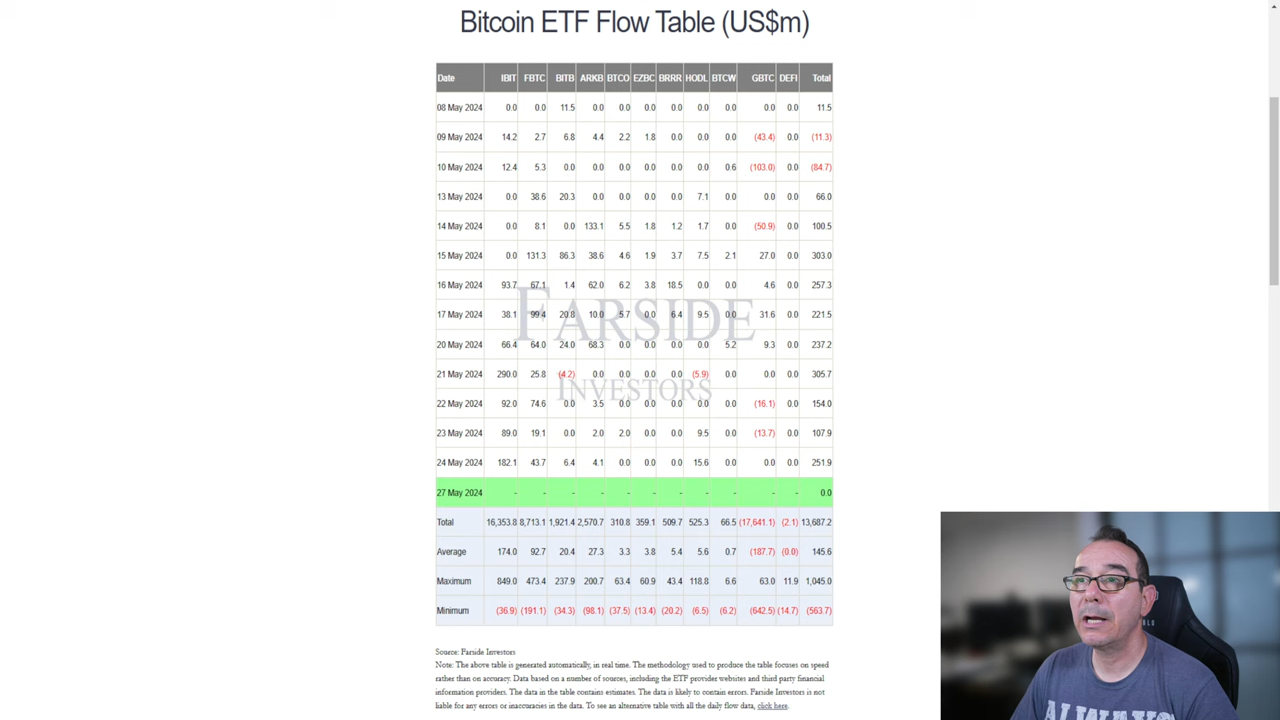 Bitcoin ETF Flow Table (US$m)
Date IBIT FBTC BITB ARKB BTCO EZBC BRRR HODL BTCW GBTC DEFI Total
08 May 2024 0.0 0.0 11.5 0.0 0.0 0.0 0.0 0.0 0.0 0.0 0.0 11.5
09 May 2024 14.2 2.7 6.8 4.4 2.2 1.8 0.0 0.0 0.0 (43.4) 0.0 (11.3)
10 May 2024 12.4 5.3 0.0 0.0 0.0 0.0 0.0 0.0 0.6 (103.0) 0.0 (84.7)
13 May 2024 0.0 38.6 20.3 0.0 0.0 0.0 0.0 7.1 0.0 0.0 0.0 66.0
14 May 2024 0.0 8.1 0.0 133.1 5.5 1.8 1.2 1.7 0.0 (50.9) 0.0 100.5
15 May 2024 0.0 131.3 86.3 38.6 4.6 1.9 3.7 7.5 2.1 27.0 0.0 303.0
16 May 2024 93.7 67.1 1.4 62.0 6.2 3.8 18.5 0.0 0.0 4.6 0.0 257.3
17 May 2024 38.1 99.4 20.8 10.0 5.7 0.0 6.4 9.5 0.0 31.6 0.0 221.5
FARSIDE
20 May 2024 66.4 64.0 24.0 68.3 0.0 0.0 0.0 0.0 5.2 9.3 0.0 237.2
21 May 2024 290.0 25.8 (4.2) 0.0 0.0 0.0 0.0 (5.9) 0.0 0.0 0.0 305.7
INVESTORS
22 May 2024 92.0 74.6 0.0 3.5 0.0 0.0 0.0 0.0 0.0 (16.1) 0.0 154.0
23 May 2024 89.0 19.1 0.0 2.0 2.0 0.0 0.0 9.5 0.0 (13.7) 0.0 107.9
24 May 2024 182.1 43.7 6.4 4.1 0.0 0.0 0.0 15.6 0.0 0.0 0.0 251.9
27 May 2024 - - - - - - - - - - - 0.0
Total 16,353.8 8,713.1 1,921.4 2,570.7 310.8 359.1 509.7 525.3 66.5 (17,641.1) (2.1) 13,687.2
Average 174.0 92.7 20.4 27.3 3.3 3.8 5.4 5.6 0.7 (187.7) (0.0) 145.6
Maximum 849.0 473.4 237.9 200.7 63.4 60.9 43.4 118.8 6.6 63.0 11.9 1,045.0
Minimum (36.9) (191.1) (34.3) (98.1) (37.5) (13.4) (20.2) (6.5) (6.2) (642.5) (14.7) (563.7)
Source: Farside Investors
Note: The above table is generated automatically, in real time. The methodology used to produce the table focuses on speed
rather than on accuracy. Data based on a number of sources, including the ETF provider websites and third party financial
information providers. The data in the table contains estimates. The data is likely to contain errors. Farside Investors is not
liable for any errors or inaccuracies in the data. To see an alternative table with all the daily flow data, click here.
ALWAYS